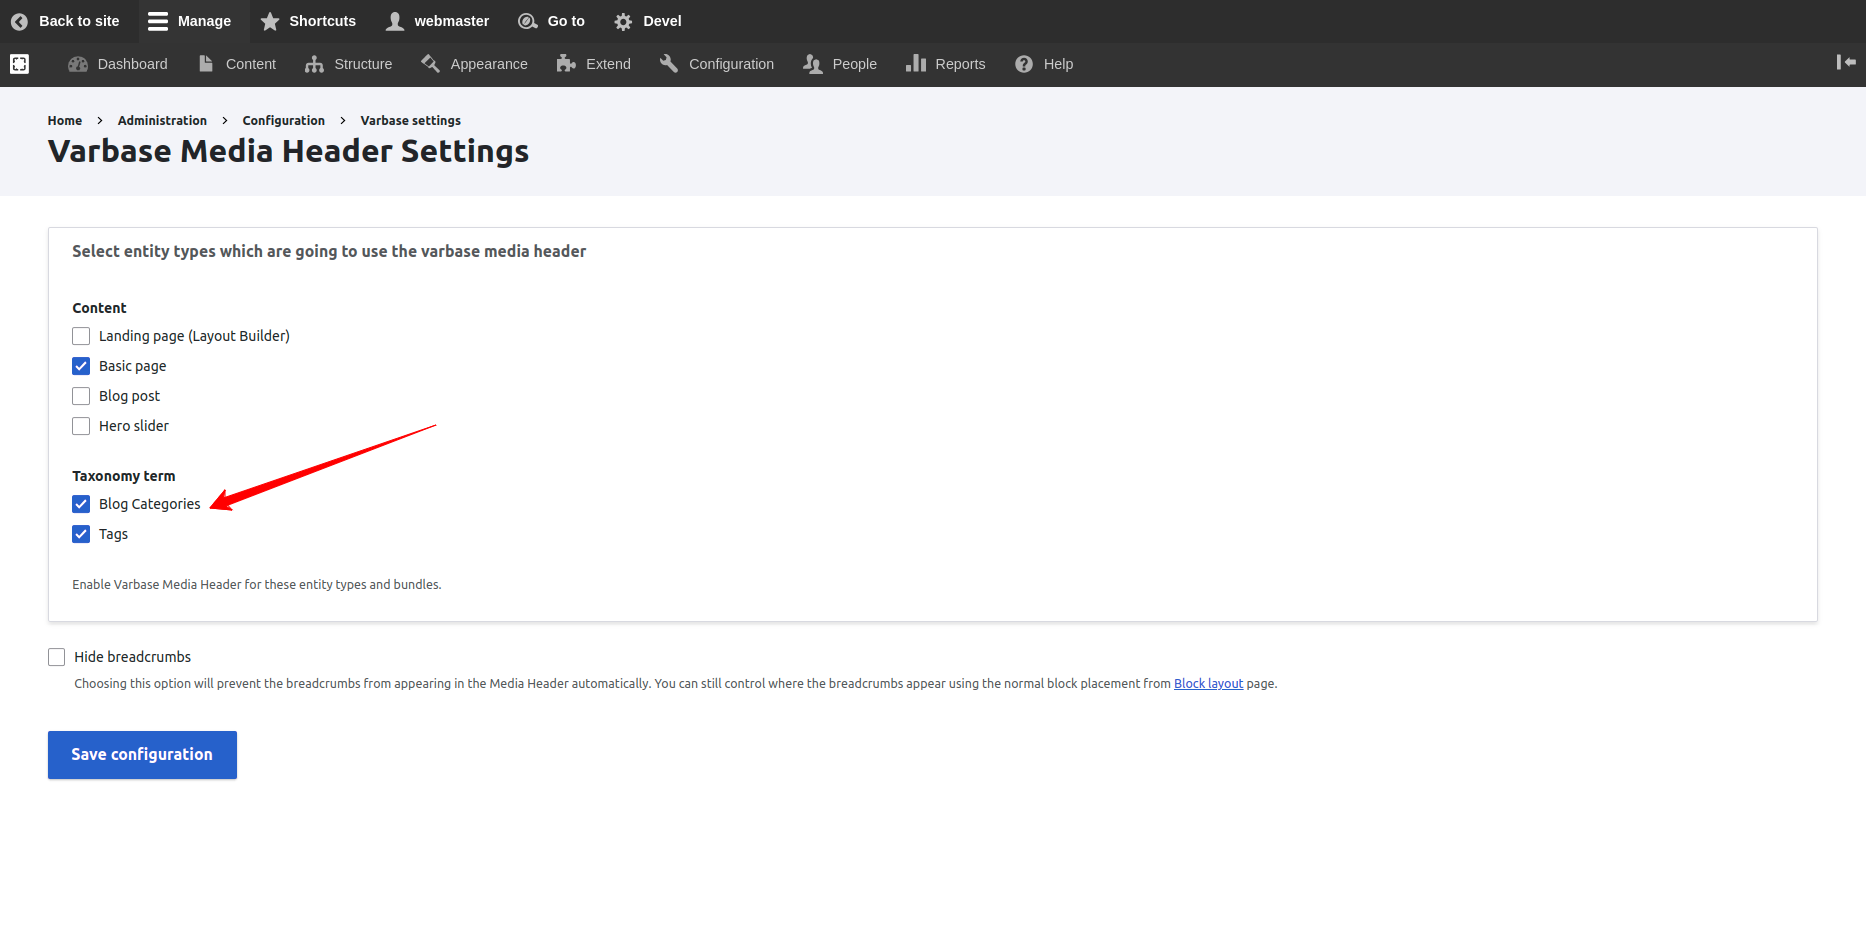 Back to site Manage Shortcuts webmaster Go to Devel
Dashboard Content Structure Appearance Extend Configuration People Reports Help
Home > Administration > Configuration > Varbase settings
Varbase Media Header Settings
Select entity types which are going to use the varbase media header
Content
Landing page (Layout Builder)
Basic page
Blog post
Hero slider
Taxonomy term
Blog Categories
Tags
Enable Varbase Media Header for these entity types and bundles.
Hide breadcrumbs
Choosing this option will prevent the breadcrumbs from appearing in the Media Header automatically. You can still control where the breadcrumbs appear using the normal block placement from Block layout page.
Save configuration